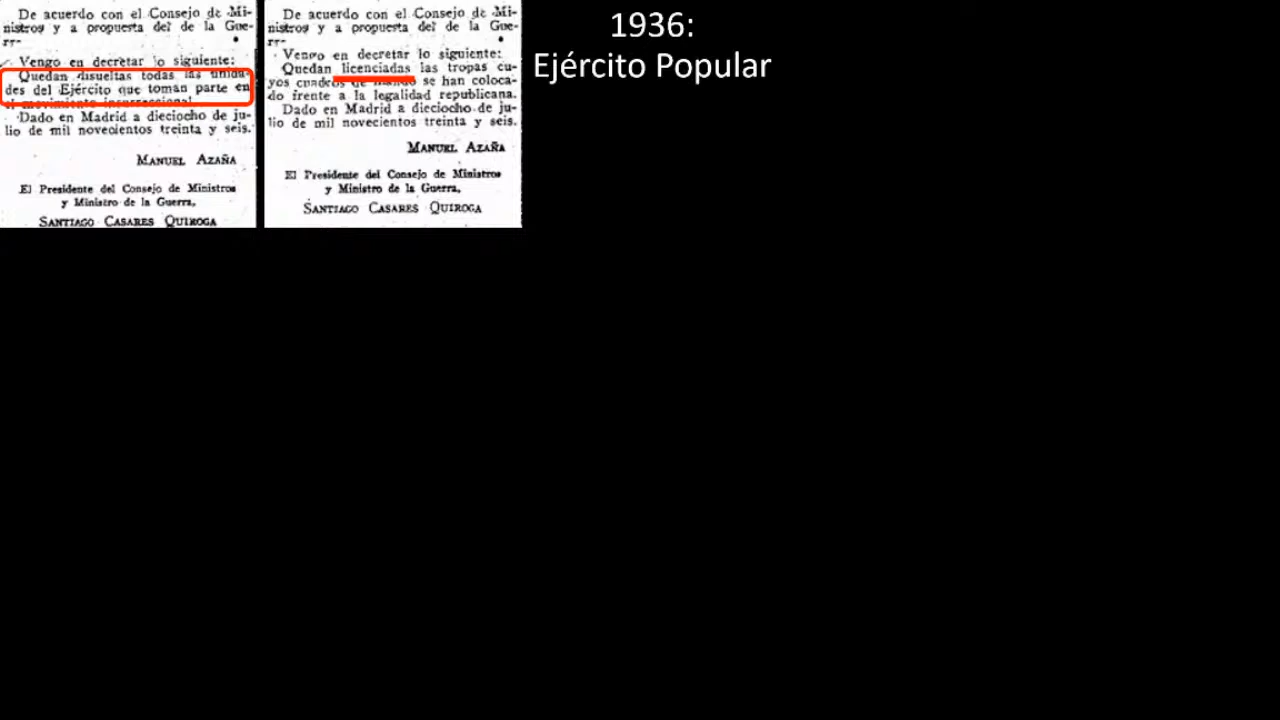 De acuerdo con el Consejo de Mi-
nistros y a propuesta del de la Gue-
rr-
Vengo en decretar lo siguiente:
Quedan disueltas todas las unida-
des del Ejército que toman parte en
el movimiento insurreccional
Dado en Madrid a dieciocho de ju-
lio de mil novecientos treinta y seis.
MANUEL AZAÑA
El Presidente del Consejo de Ministros
y Ministro de la Guerra,
SANTIAGO CASARES QUIROGA
De acuerdo con el Consejo de Mi-
nistros y a propuesta del de la Gue-
rr-
Vengo en decretar lo siguiente:
Quedan licenciadas las tropas cu-
yos cuadros de mando se han coloca-
do frente a la legalidad republicana.
Dado en Madrid a dieciocho de ju-
lio de mil novecientos treinta y seis.
MANUEL AZAÑA
El Presidente del Consejo de Ministros
y Ministro de la Guerra,
SANTIAGO CASARES QUIROGA
1936:
Ejército Popular